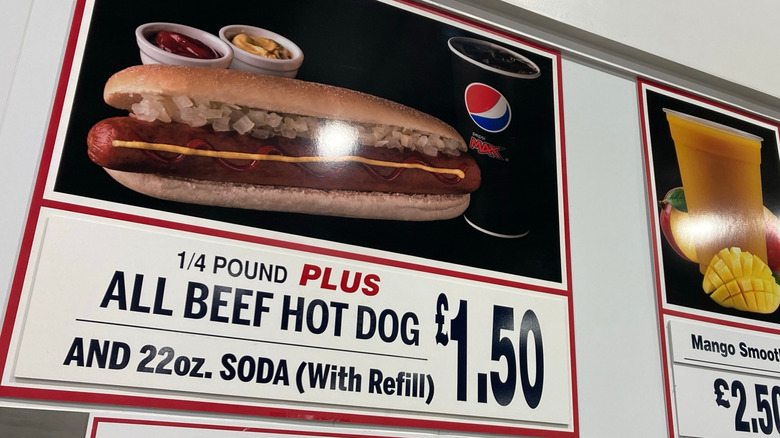 pepsi
MAX
1/4 POUND PLUS
ALL BEEF HOT DOG
£1.50
AND 22oz. SODA (With Refill)
Mango
£2.50